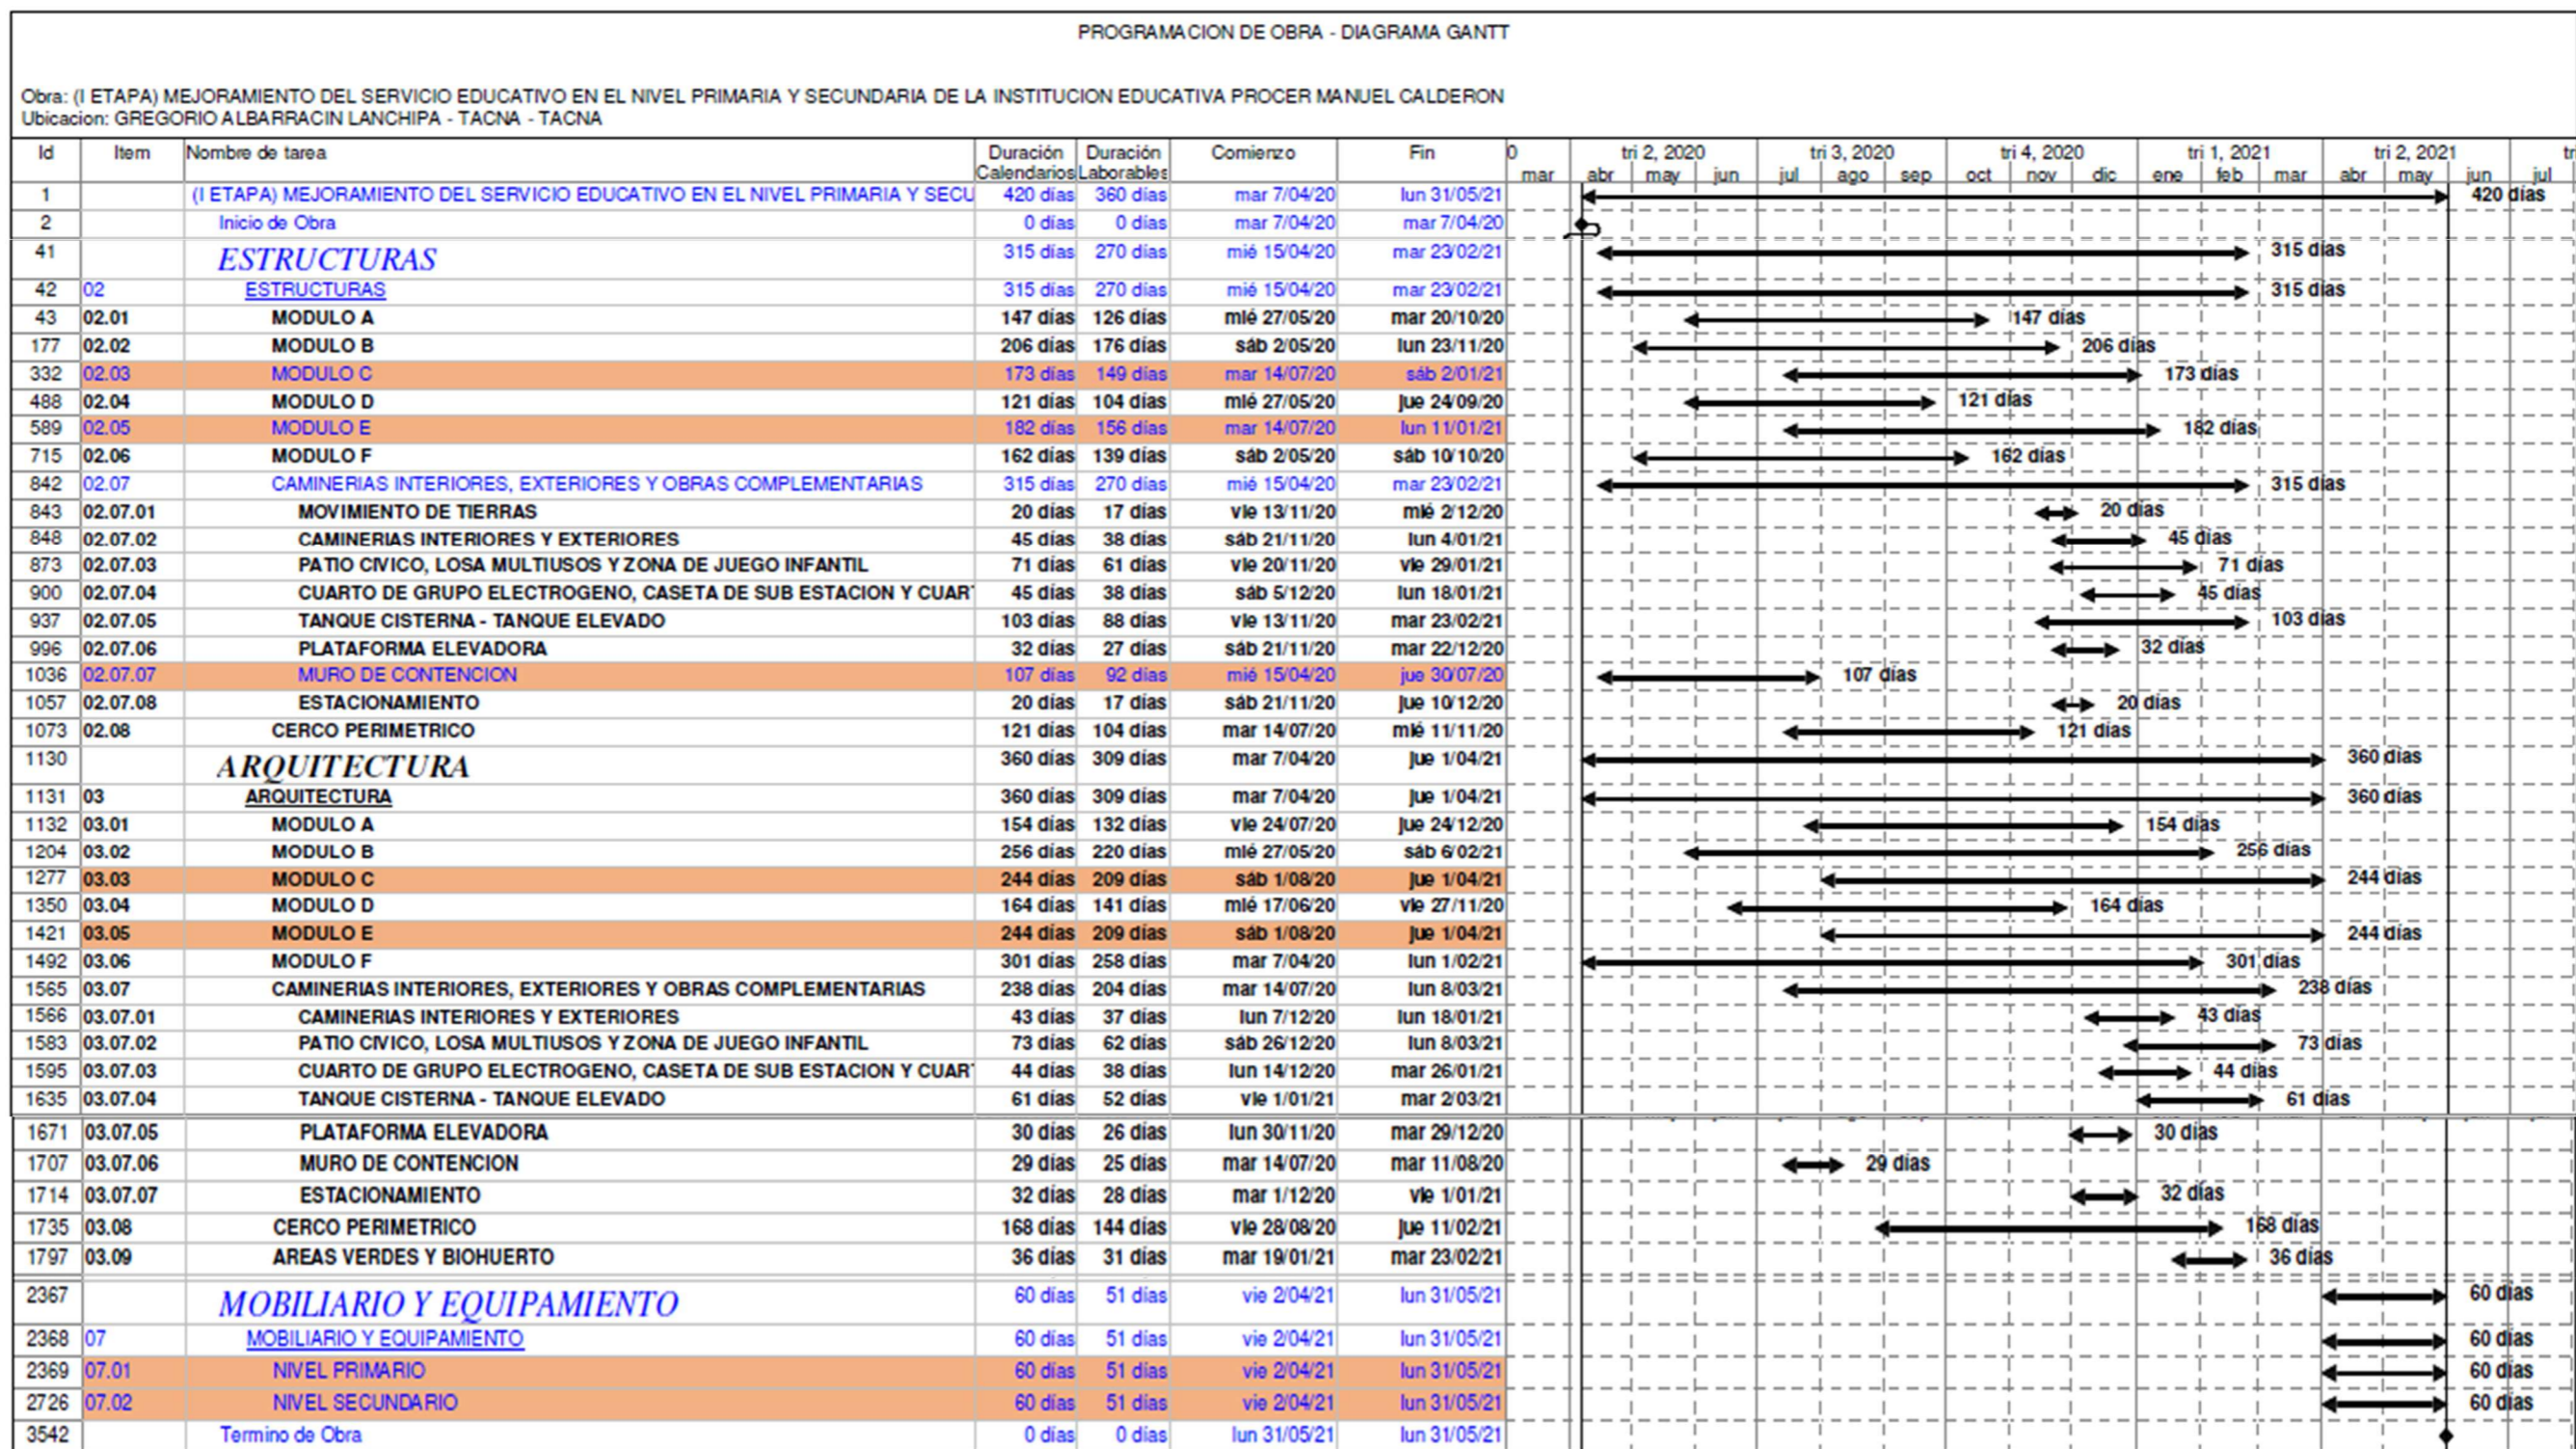 PROGRAMACION DE OBRA - DIAGRAMA GANTT
Obra: (I ETAPA) MEJORAMIENTO DEL SERVICIO EDUCATIVO EN EL NIVEL PRIMARIA Y SECUNDARIA DE LA INSTITUCION EDUCATIVA PROCER MANUEL CALDERON
Ubicacion: GREGORIO ALBARRACIN LANCHIPA - TACNA - TACNA
Id Item Nombre de tarea Duración Calendarios Duración Laborables Comienzo Fin 0 tri 2, 2020 tri 3, 2020 tri 4, 2020 tri 1, 2021 tri 2, 2021 tr
mar abr may jun jul ago sep oct nov dic ene feb mar abr may jun jul
1 (I ETAPA) MEJORAMIENTO DEL SERVICIO EDUCATIVO EN EL NIVEL PRIMARIA Y SECU 420 días 360 días mar 7/04/20 lun 31/05/21 420 días
2 Inicio de Obra 0 días 0 días mar 7/04/20 mar 7/04/20
41 ESTRUCTURAS 315 días 270 días mié 15/04/20 mar 23/02/21 315 días
42 02 ESTRUCTURAS 315 días 270 días mié 15/04/20 mar 23/02/21 315 días
43 02.01 MODULO A 147 días 126 días mié 27/05/20 mar 20/10/20 147 días
177 02.02 MODULO B 206 días 176 días sáb 2/05/20 lun 23/11/20 206 días
332 02.03 MODULO C 173 días 149 días mar 14/07/20 sáb 2/01/21 173 días
488 02.04 MODULO D 121 días 104 días mié 27/05/20 jue 24/09/20 121 días
589 02.05 MODULO E 182 días 156 días mar 14/07/20 lun 11/01/21 182 días
715 02.06 MODULO F 162 días 139 días sáb 2/05/20 sáb 10/10/20 162 días
842 02.07 CAMINERIAS INTERIORES, EXTERIORES Y OBRAS COMPLEMENTARIAS 315 días 270 días mié 15/04/20 mar 23/02/21 315 días
843 02.07.01 MOVIMIENTO DE TIERRAS 20 días 17 días vie 13/11/20 mié 2/12/20 20 días
848 02.07.02 CAMINERIAS INTERIORES Y EXTERIORES 45 días 38 días sáb 21/11/20 lun 4/01/21 45 días
873 02.07.03 PATIO CIVICO, LOSA MULTIUSOS Y ZONA DE JUEGO INFANTIL 71 días 61 días vie 20/11/20 vie 29/01/21 71 días
900 02.07.04 CUARTO DE GRUPO ELECTROGENO, CASETA DE SUB ESTACION Y CUAR 45 días 38 días sáb 5/12/20 lun 18/01/21 45 días
937 02.07.05 TANQUE CISTERNA - TANQUE ELEVADO 103 días 88 días vie 13/11/20 mar 23/02/21 103 días
996 02.07.06 PLATAFORMA ELEVADORA 32 días 27 días sáb 21/11/20 mar 22/12/20 32 días
1036 02.07.07 MURO DE CONTENCION 107 días 92 días mié 15/04/20 jue 30/07/20 107 días
1057 02.07.08 ESTACIONAMIENTO 20 días 17 días sáb 21/11/20 jue 10/12/20 20 días
1073 02.08 CERCO PERIMETRICO 121 días 104 días mar 14/07/20 mié 11/11/20 121 días
1130 ARQUITECTURA 360 días 309 días mar 7/04/20 jue 1/04/21 360 días
1131 03 ARQUITECTURA 360 días 309 días mar 7/04/20 jue 1/04/21 360 días
1132 03.01 MODULO A 154 días 132 días vie 24/07/20 jue 24/12/20 154 días
1204 03.02 MODULO B 256 días 220 días mié 27/05/20 sáb 6/02/21 256 días
1277 03.03 MODULO C 244 días 209 días sáb 1/08/20 jue 1/04/21 244 días
1350 03.04 MODULO D 164 días 141 días mié 17/06/20 vie 27/11/20 164 días
1421 03.05 MODULO E 244 días 209 días sáb 1/08/20 jue 1/04/21 244 días
1492 03.06 MODULO F 301 días 258 días mar 7/04/20 lun 1/02/21 301 días
1565 03.07 CAMINERIAS INTERIORES, EXTERIORES Y OBRAS COMPLEMENTARIAS 238 días 204 días mar 14/07/20 lun 8/03/21 238 días
1566 03.07.01 CAMINERIAS INTERIORES Y EXTERIORES 43 días 37 días lun 7/12/20 lun 18/01/21 43 días
1583 03.07.02 PATIO CIVICO, LOSA MULTIUSOS Y ZONA DE JUEGO INFANTIL 73 días 62 días sáb 26/12/20 lun 8/03/21 73 días
1595 03.07.03 CUARTO DE GRUPO ELECTROGENO, CASETA DE SUB ESTACION Y CUAR 44 días 38 días lun 14/12/20 mar 26/01/21 44 días
1635 03.07.04 TANQUE CISTERNA - TANQUE ELEVADO 61 días 52 días vie 1/01/21 mar 2/03/21 61 días
1671 03.07.05 PLATAFORMA ELEVADORA 30 días 26 días lun 30/11/20 mar 29/12/20 30 días
1707 03.07.06 MURO DE CONTENCION 29 días 25 días mar 14/07/20 mar 11/08/20 29 días
1714 03.07.07 ESTACIONAMIENTO 32 días 28 días mar 1/12/20 vie 1/01/21 32 días
1735 03.08 CERCO PERIMETRICO 168 días 144 días vie 28/08/20 jue 11/02/21 168 días
1797 03.09 AREAS VERDES Y BIOHUERTO 36 días 31 días mar 19/01/21 mar 23/02/21 36 días
2367 MOBILIARIO Y EQUIPAMIENTO 60 días 51 días vie 2/04/21 lun 31/05/21 60 días
2368 07 MOBILIARIO Y EQUIPAMIENTO 60 días 51 días vie 2/04/21 lun 31/05/21 60 días
2369 07.01 NIVEL PRIMARIO 60 días 51 días vie 2/04/21 lun 31/05/21 60 días
2726 07.02 NIVEL SECUNDARIO 60 días 51 días vie 2/04/21 lun 31/05/21 60 días
3542 Termino de Obra 0 días 0 días lun 31/05/21 lun 31/05/21